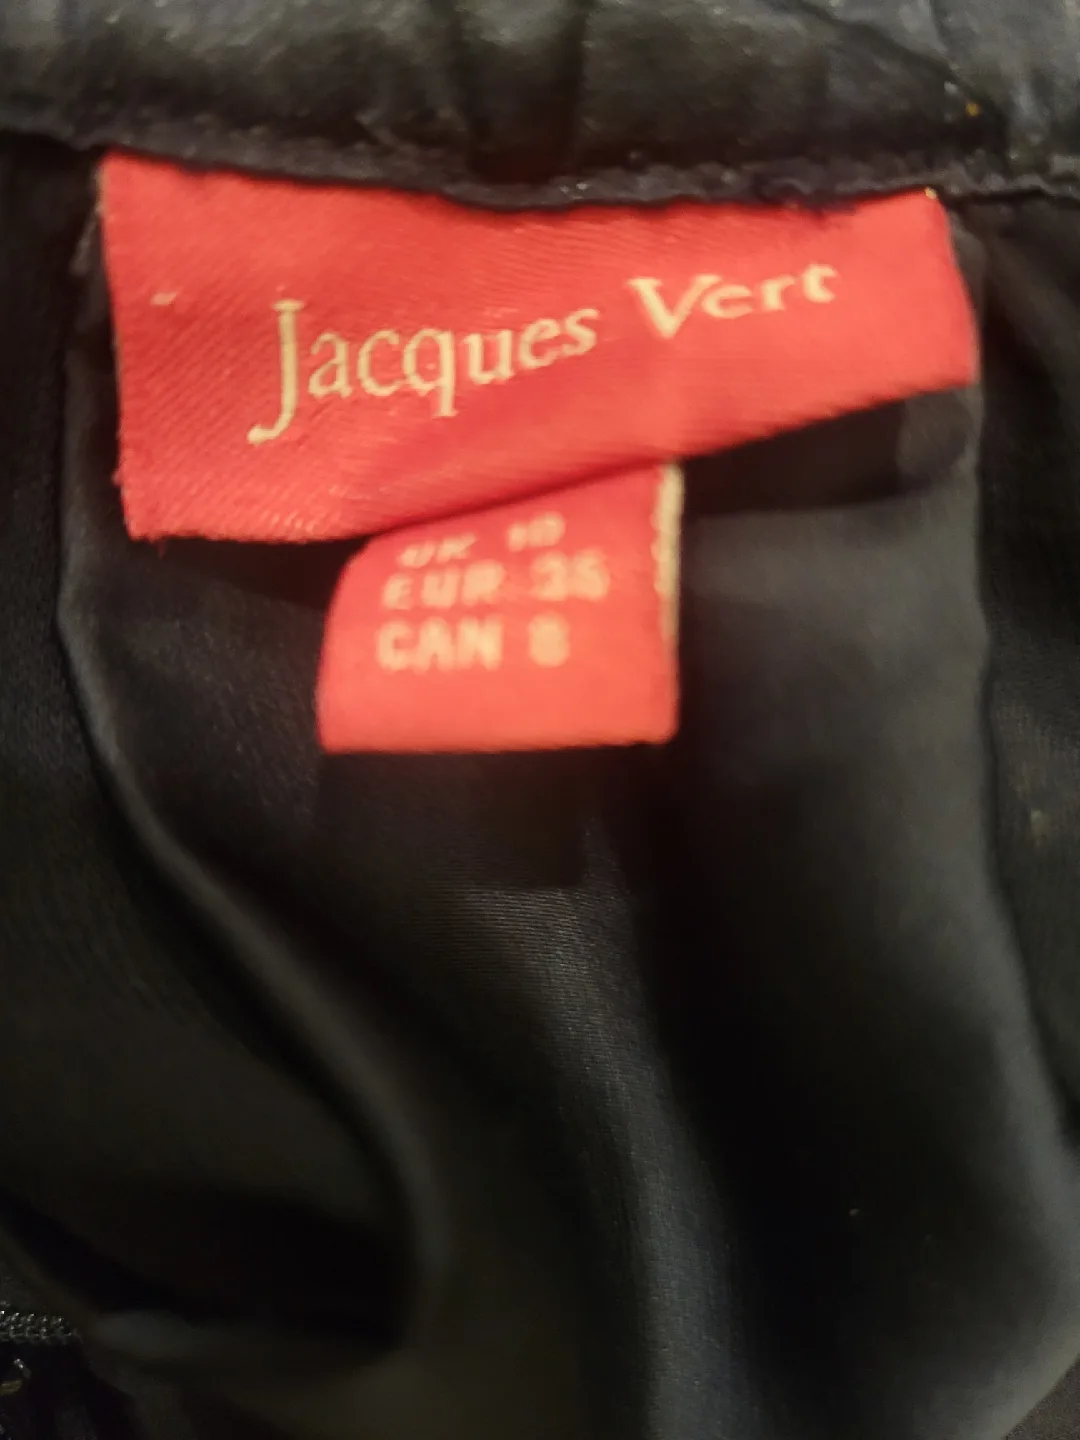 Jacques Vert
UK 10
EUR 36
CAN 8